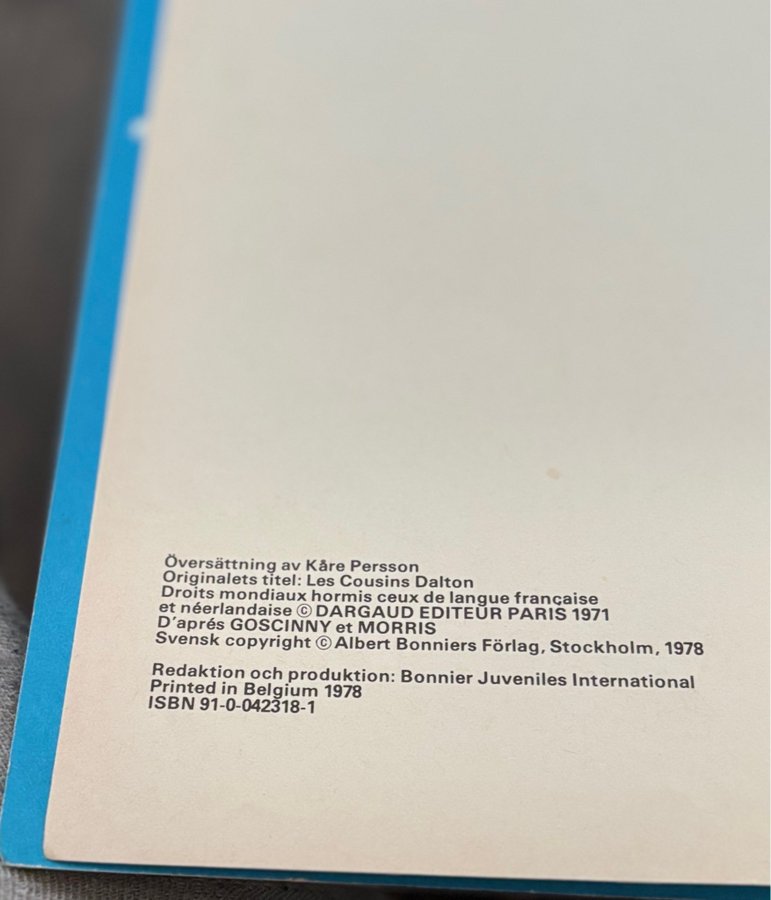 Översättning av Kåre Persson
Originalets titel: Les Cousins Dalton
Droits mondiaux hormis ceux de langue française
et néerlandaise © DARGAUD EDITEUR PARIS 1971
D'aprés GOSCINNY et MORRIS
Svensk copyright © Albert Bonniers Förlag, Stockholm, 1978
Redaktion och produktion: Bonnier Juveniles International
Printed in Belgium 1978
ISBN 91-0-042318-1